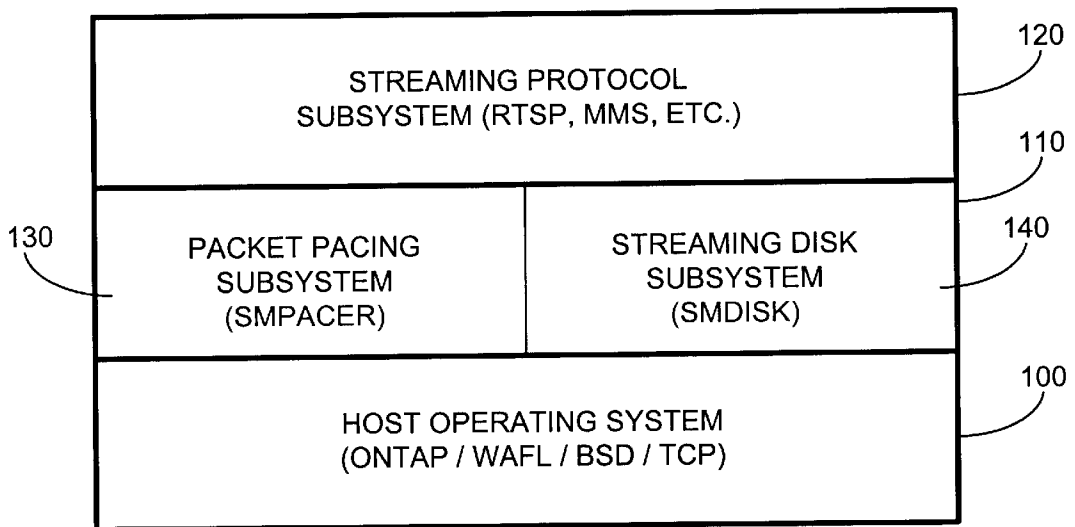 120
STREAMING PROTOCOL
SUBSYSTEM (RTSP, MMS, ETC.)
110
130
PACKET PACING
SUBSYSTEM
(SMPACER)
STREAMING DISK
SUBSYSTEM
(SMDISK)
140
100
HOST OPERATING SYSTEM
(ONTAP / WAFL / BSD / TCP)